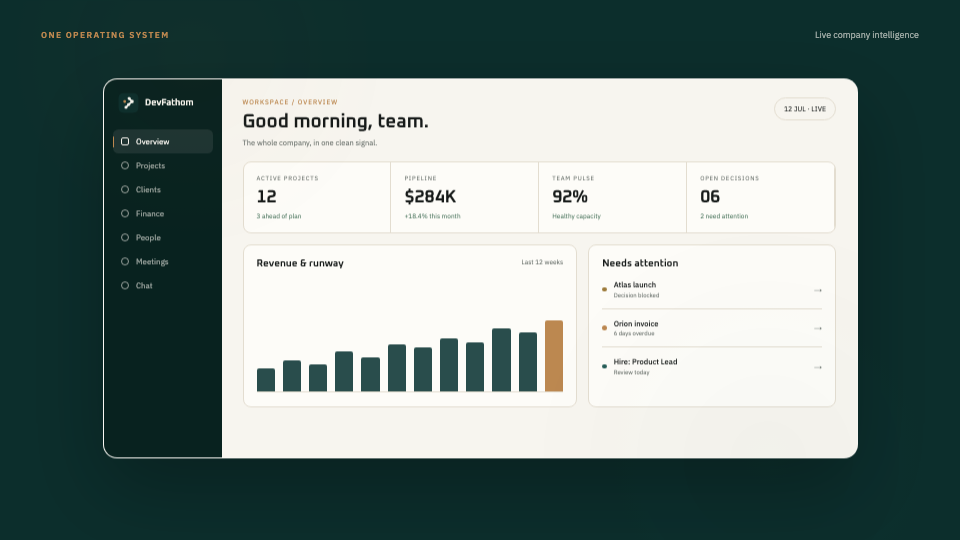 ONE OPERATING SYSTEM
Live company intelligence
DevFathom
Overview
Projects
Clients
Finance
People
Meetings
Chat
WORKSPACE / OVERVIEW
Good morning, team.
The whole company, in one clean signal.
12 JUL · LIVE
ACTIVE PROJECTS
12
3 ahead of plan
PIPELINE
$284K
+18.4% this month
TEAM PULSE
92%
Healthy capacity
OPEN DECISIONS
06
2 need attention
Revenue & runway
Last 12 weeks
Needs attention
Atlas launch
Decision blocked
→
Orion invoice
6 days overdue
→
Hire: Product Lead
Review today
→